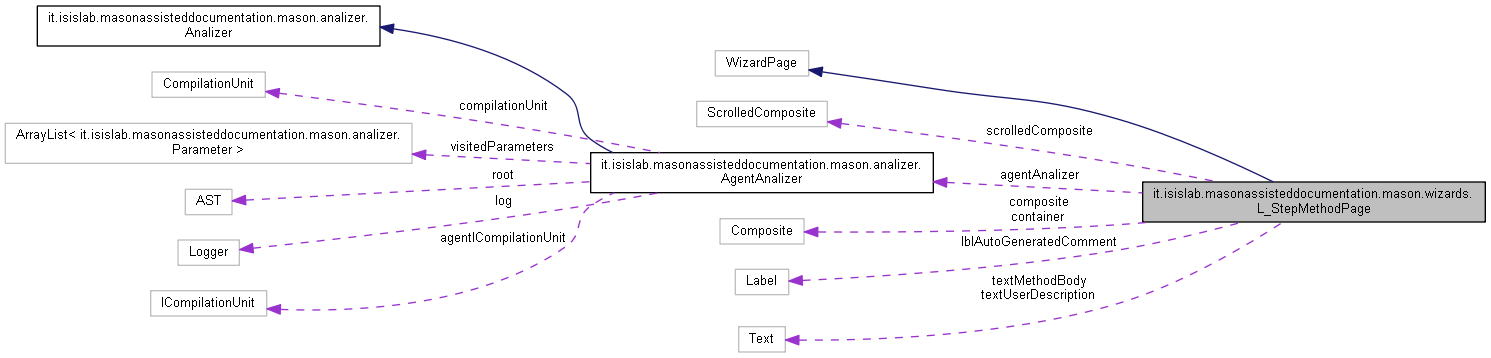 it.isislab.masonassisteddocumentation.mason.analizer.
Analizer
CompilationUnit
ArrayList< it.isislab.masonassisteddocumentation.mason.analizer.
Parameter >
AST
Logger
ICompilationUnit
compilationUnit
visitedParameters
root
log
agentICompilationUnit
it.isislab.masonassisteddocumentation.mason.analizer.
AgentAnalizer
WizardPage
ScrolledComposite
Composite
Label
Text
scrolledComposite
agentAnalizer
composite
container
lblAutoGeneratedComment
textMethodBody
textUserDescription
it.isislab.masonassisteddocumentation.mason.wizards.
L_StepMethodPage